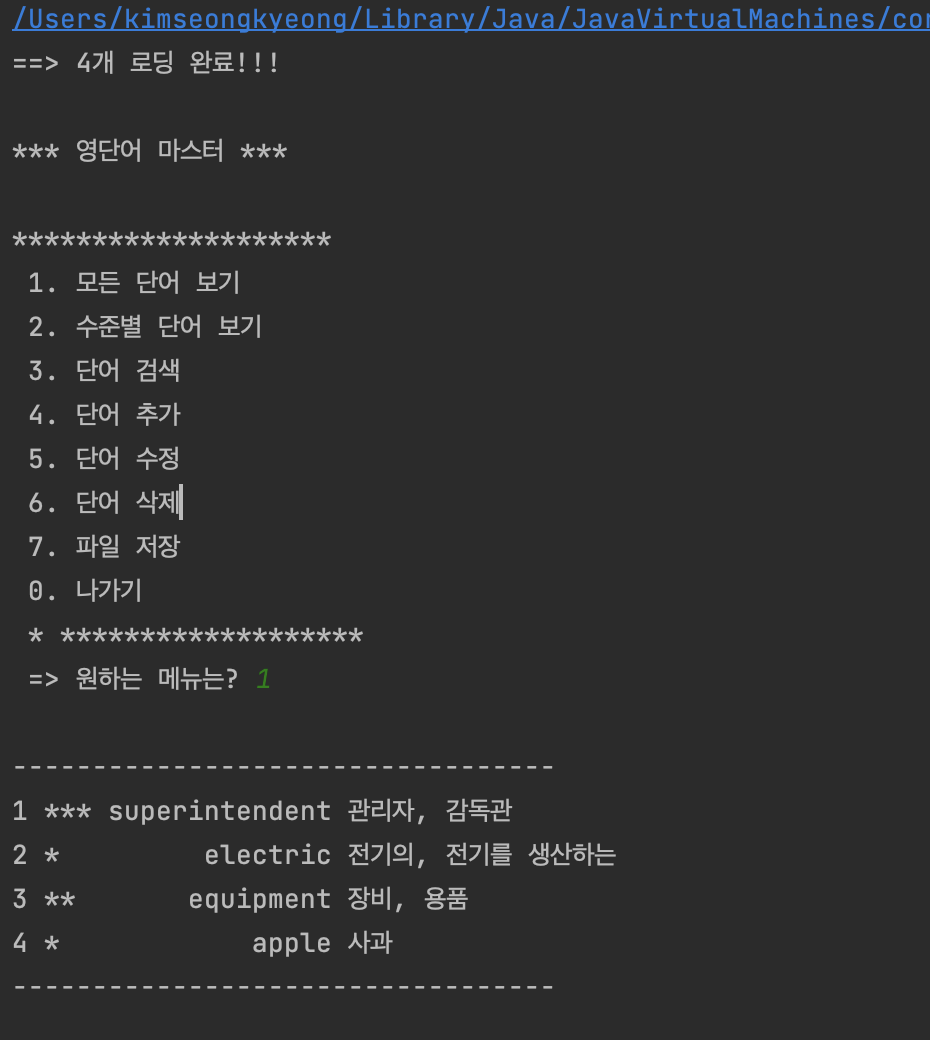 /Users/kimseongkyeong/Library/Java/JavaVirtualMachines/
==> 4개 로딩 완료!!!
*** 영단어 마스터 ***
********************
1. 모든 단어 보기
2. 수준별 단어 보기
3. 단어 검색
4. 단어 추가
5. 단어 수정
6. 단어 삭제
7. 파일 저장
0. 나가기
* *******************
=> 원하는 메뉴는? 1
----------------------------------
1 *** superintendent 관리자, 감독관
2 *         electric 전기의, 전기를 생산하는
3 **       equipment 장비, 용품
4 *            apple 사과
----------------------------------